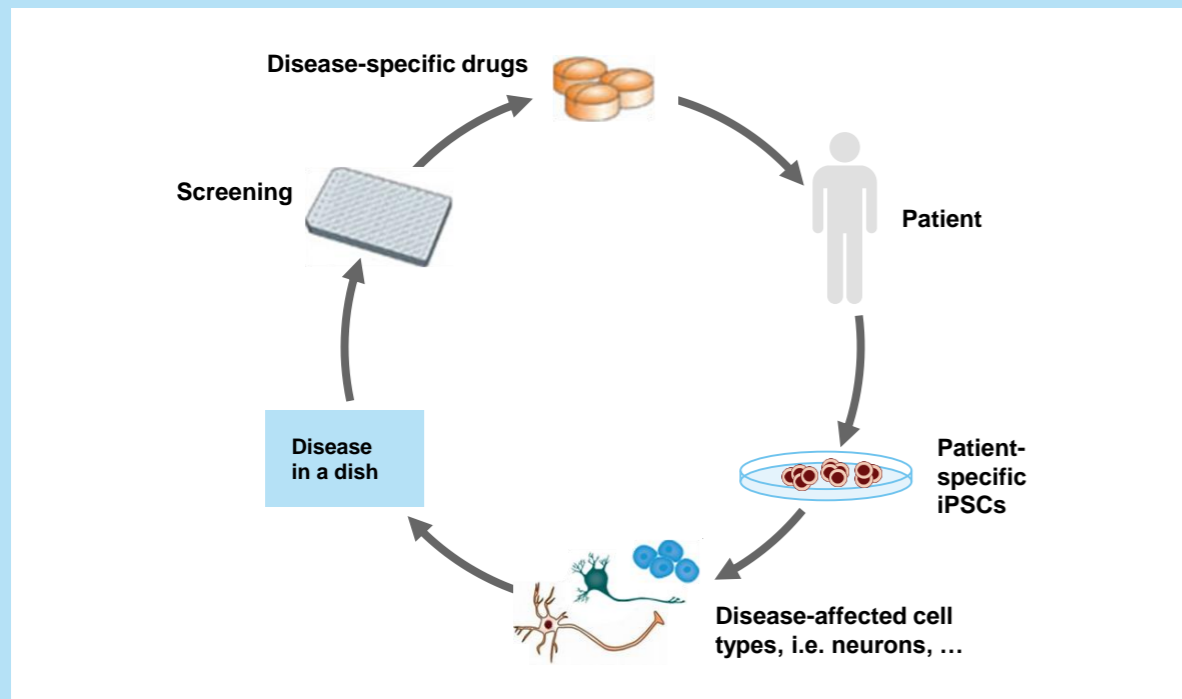 Disease-specific drugs
Screening
Patient
Disease
in a dish
Patient-
specific
iPSCs
Disease-affected cell
types, i.e. neurons, …